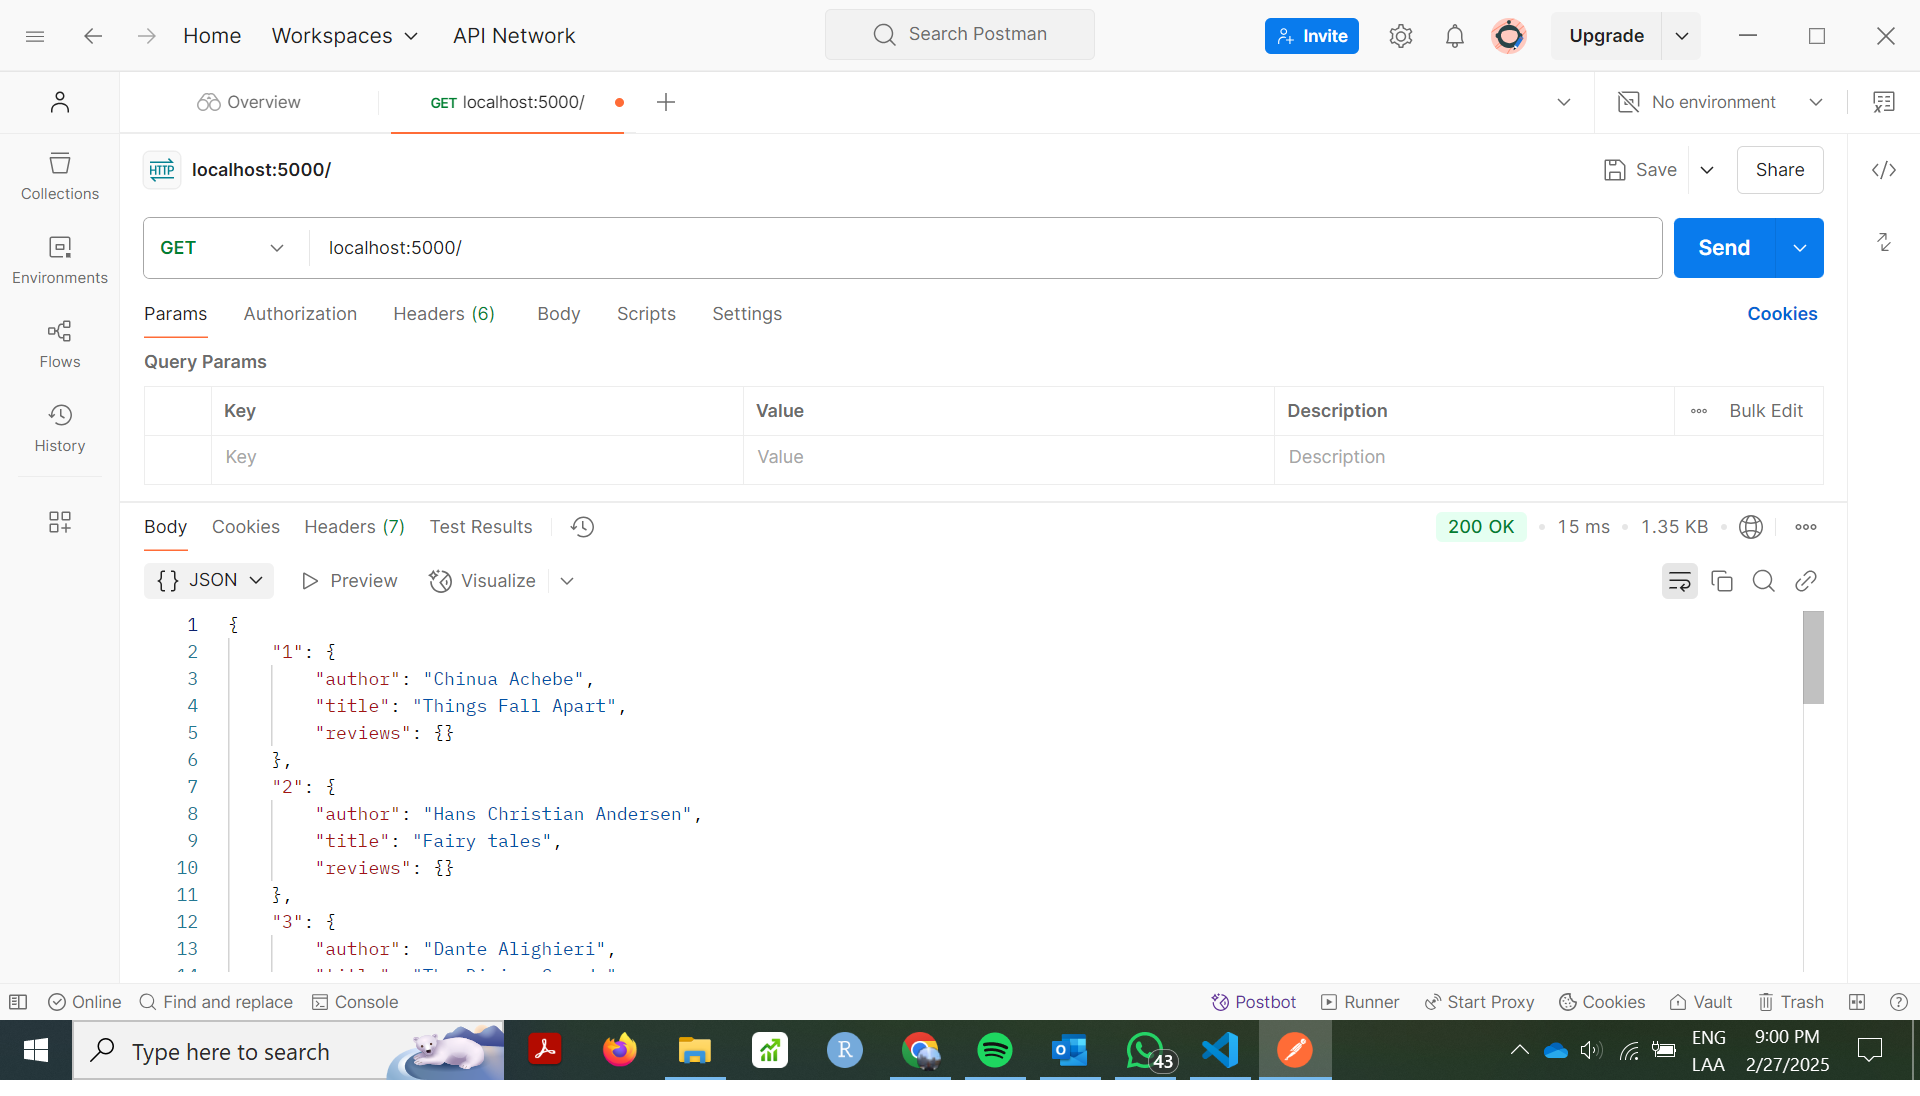 Home Workspaces API Network Search Postman Invite Upgrade
Overview GET localhost:5000/ No environment
HTTP localhost:5000/ Save Share
Collections
GET localhost:5000/ Send
Environments
Params Authorization Headers (6) Body Scripts Settings Cookies
Flows
Query Params
Key Value Description Bulk Edit
History
Key Value Description
Body Cookies Headers (7) Test Results 200 OK 15 ms 1.35 KB
{} JSON Preview Visualize
1 {
2 "1": {
3 "author": "Chinua Achebe",
4 "title": "Things Fall Apart",
5 "reviews": {}
6 },
7 "2": {
8 "author": "Hans Christian Andersen",
9 "title": "Fairy tales",
10 "reviews": {}
11 },
12 "3": {
13 "author": "Dante Alighieri",
Online Find and replace Console Postbot Runner Start Proxy Cookies Vault Trash
Type here to search R 43 ENG 9:00 PM
LAA 2/27/2025